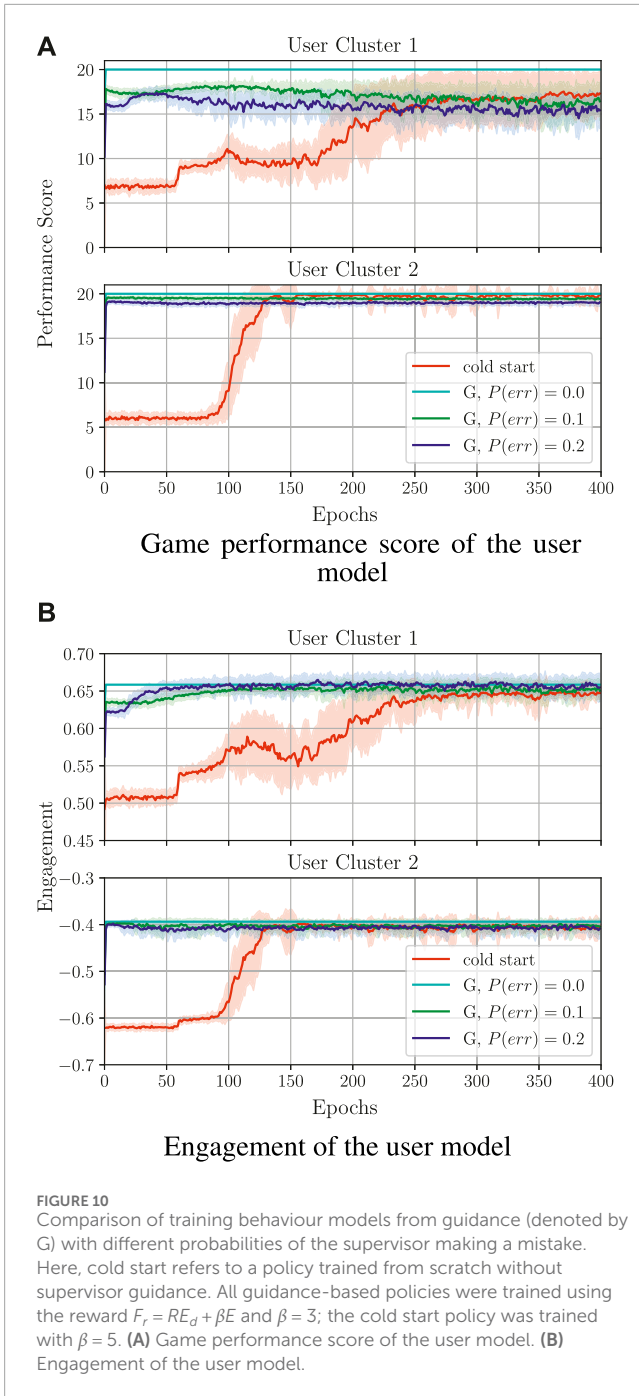 A
User Cluster 1
20
15
10
5
0
User Cluster 2
20
15
10
5
0
Performance Score
cold start
G, P(err) = 0.0
G, P(err) = 0.1
G, P(err) = 0.2
0 50 100 150 200 250 300 350 400
Epochs
Game performance score of the user
model
B
User Cluster 1
0.70
0.65
0.60
0.55
0.50
0.45
Engagement
User Cluster 2
−0.3
−0.4
−0.5
−0.6
−0.7
cold start
G, P(err) = 0.0
G, P(err) = 0.1
G, P(err) = 0.2
0 50 100 150 200 250 300 350 400
Epochs
Engagement of the user model
FIGURE 10
Comparison of training behaviour models from guidance (denoted by
G) with different probabilities of the supervisor making a mistake.
Here, cold start refers to a policy trained from scratch without
supervisor guidance. All guidance-based policies were trained using
the reward Fᵣ = RE_d + βE and β = 3; the cold start policy was trained
with β = 5. (A) Game performance score of the user model. (B)
Engagement of the user model.